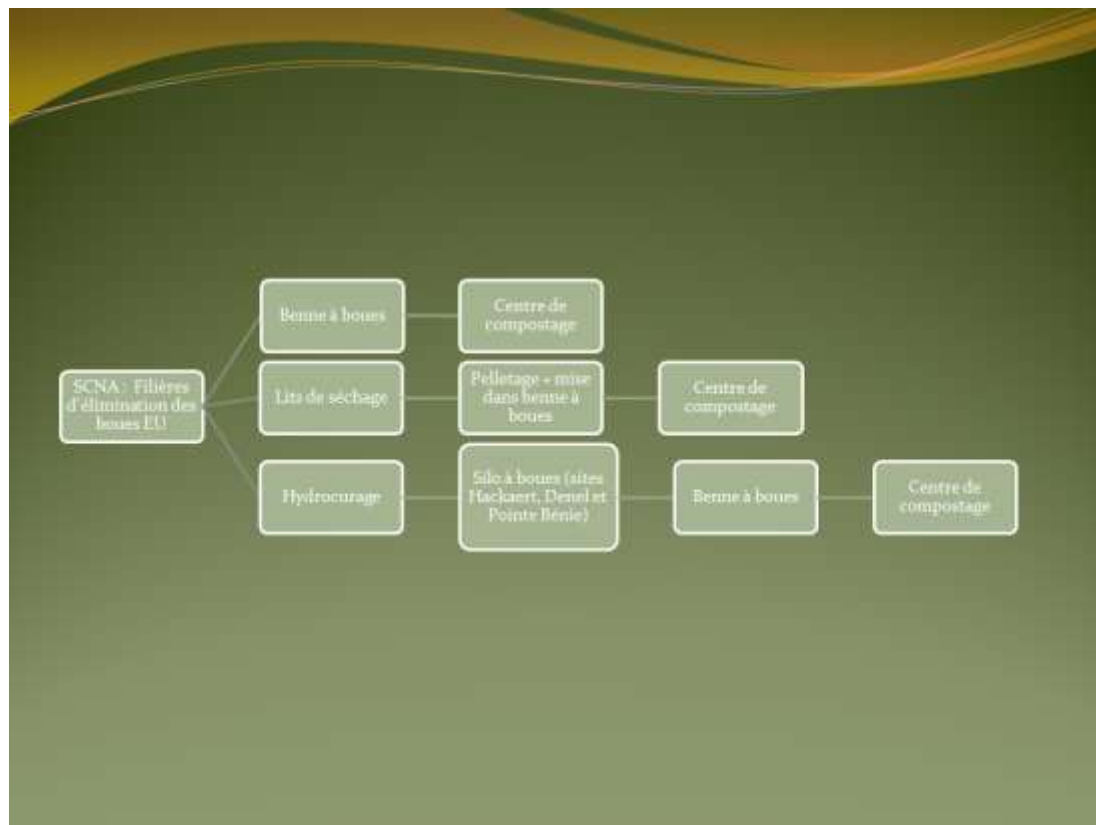 Benne à boues
Centre de
compostage
SCNA : Filières
d'élimination des
boues EU
Lits de séchage
Pelletage + mise
dans benne à
boues
Centre de
compostage
Hydrocurage
Silo à boues (sites
Hackaert, Denel et
Pointe Bénie)
Benne à boues
Centre de
compostage